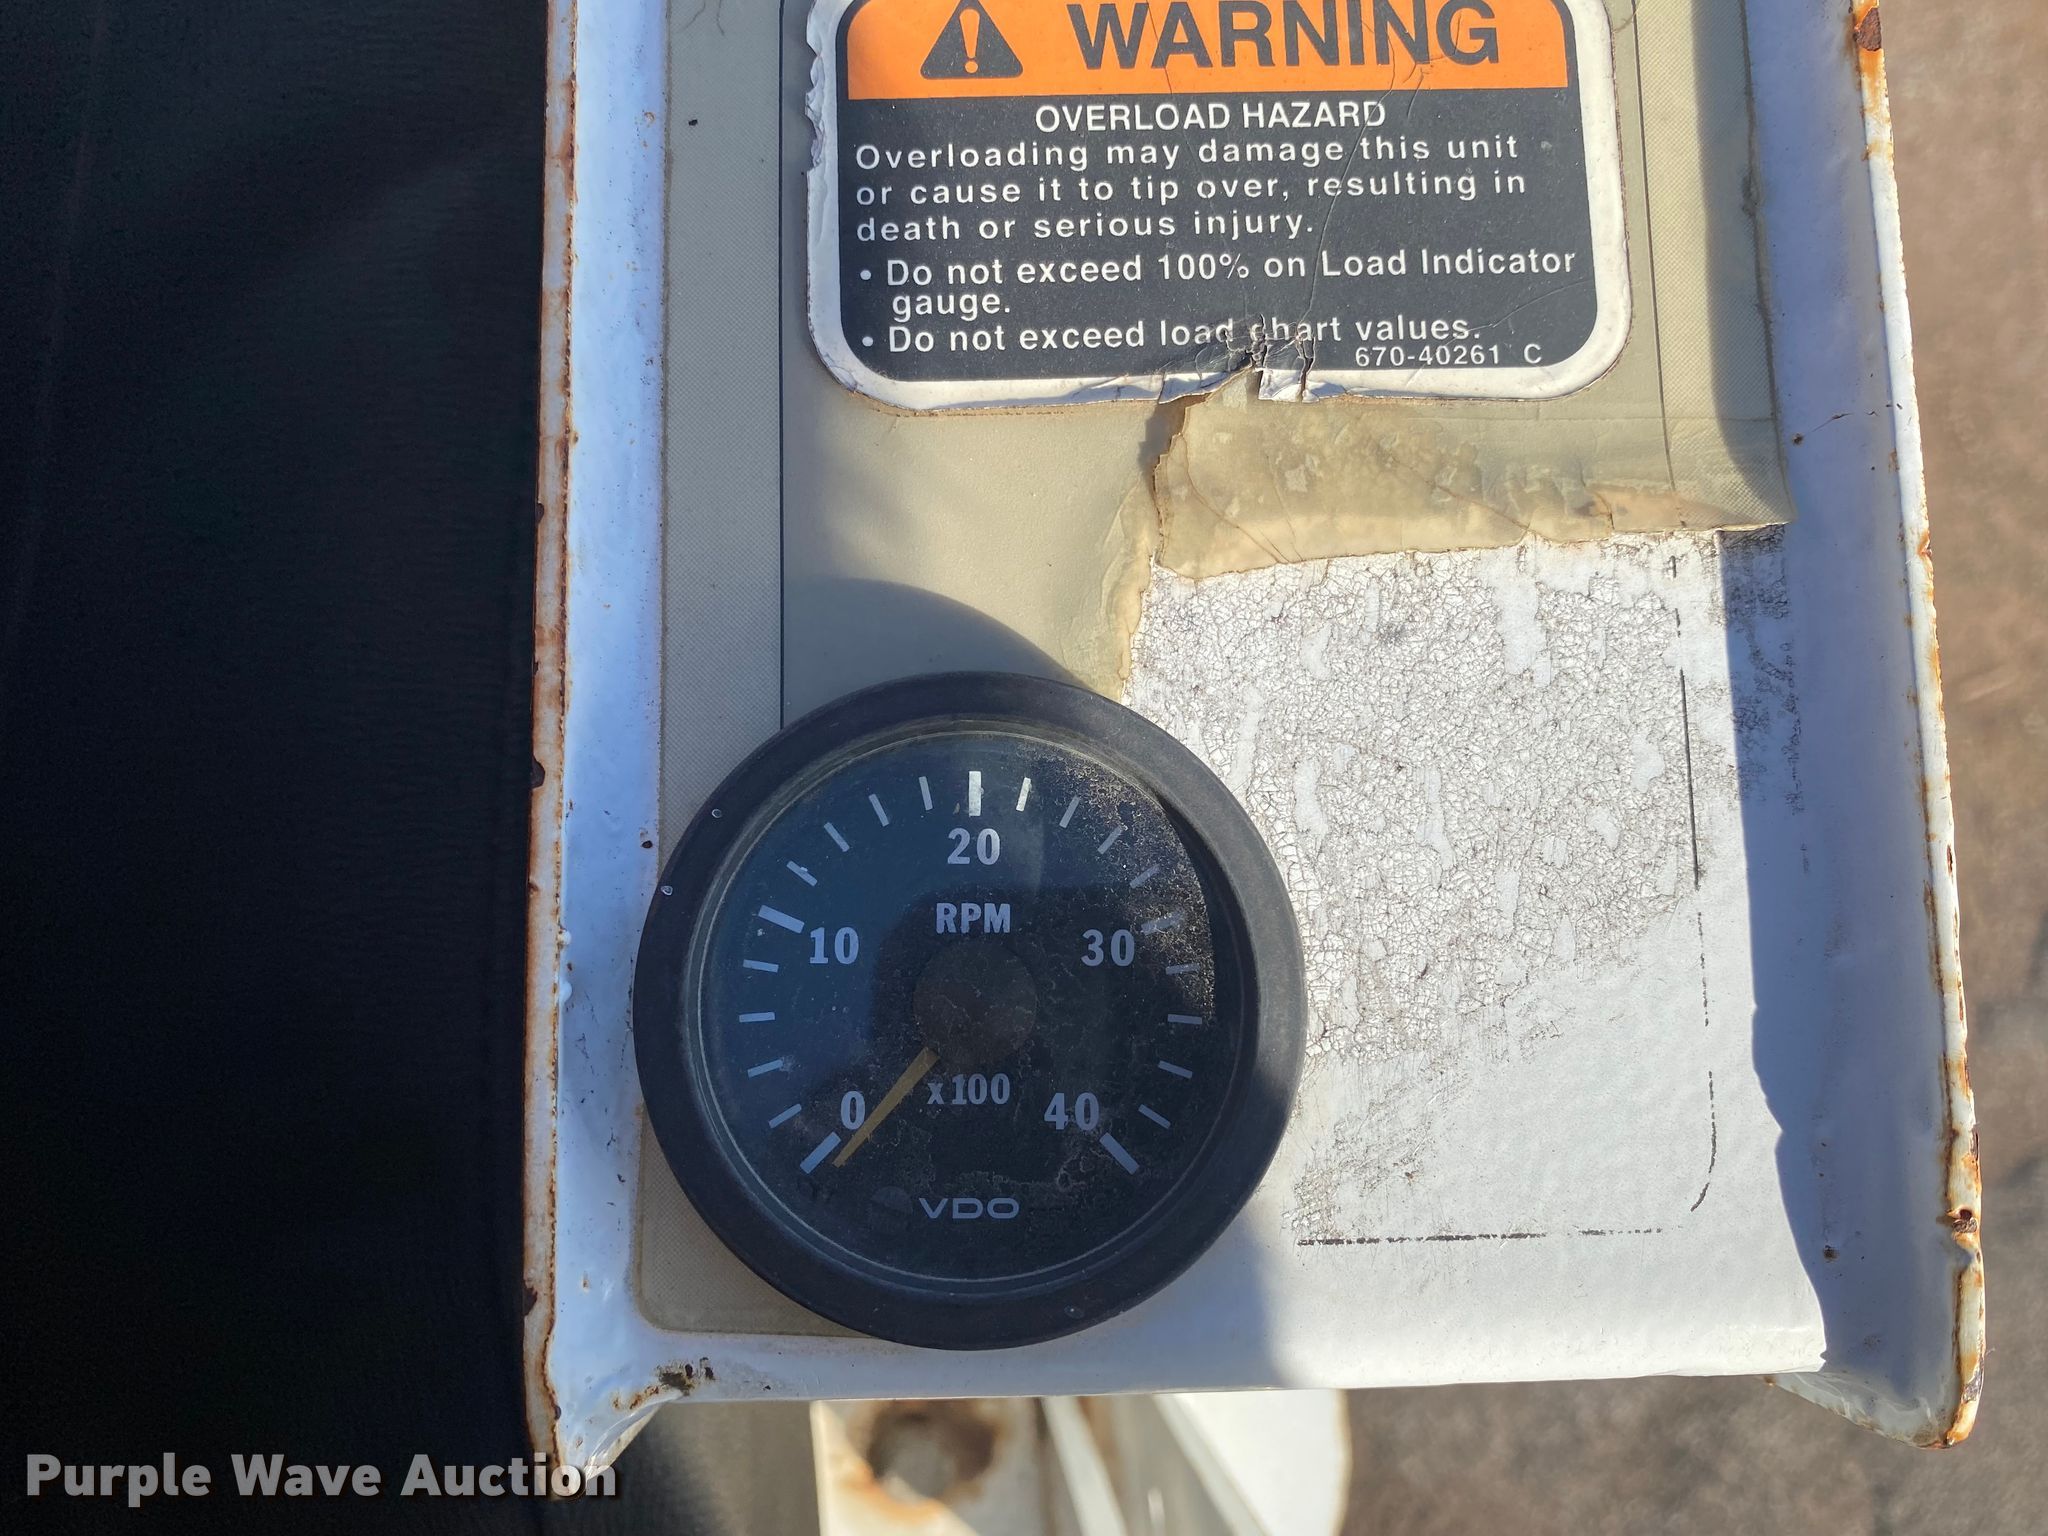 WARNING
OVERLOAD HAZARD
Overloading may damage this unit
or cause it to tip over, resulting in
death or serious injury.
• Do not exceed 100% on Load Indicator
gauge.
• Do not exceed load chart values.
670-40261 C
20
RPM
10
30
x100
0
40
VDO
Purple Wave Auction